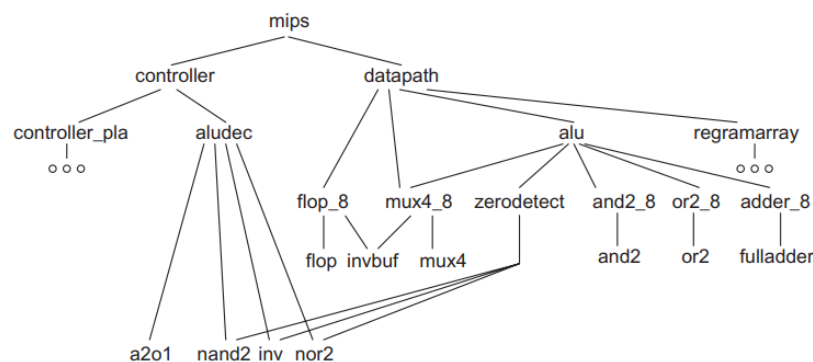 mips
controller datapath
controller_pla aludec alu regramarray
flop_8 mux4_8 zerodetect and2_8 or2_8 adder_8
flop invbuf mux4 and2 or2 fulladder
a2o1 nand2 inv nor2